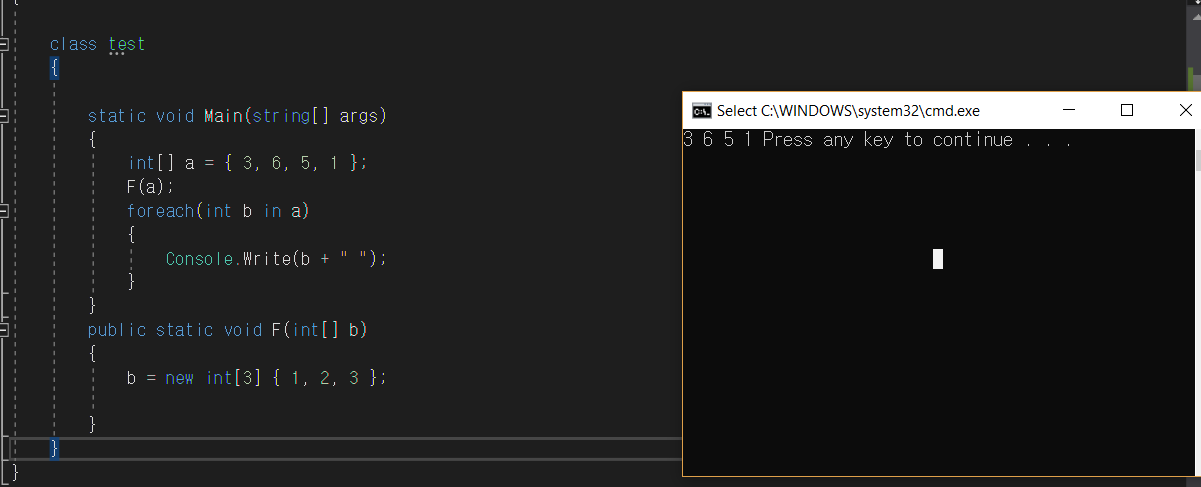 class test
{
static void Main(string[] args)
{
int[] a = { 3, 6, 5, 1 };
F(a);
foreach(int b in a)
{
Console.Write(b + " ");
}
}
public static void F(int[] b)
{
b = new int[3] { 1, 2, 3 };
}
}
}
Select C:\WINDOWS\system32\cmd.exe
3 6 5 1 Press any key to continue . . .